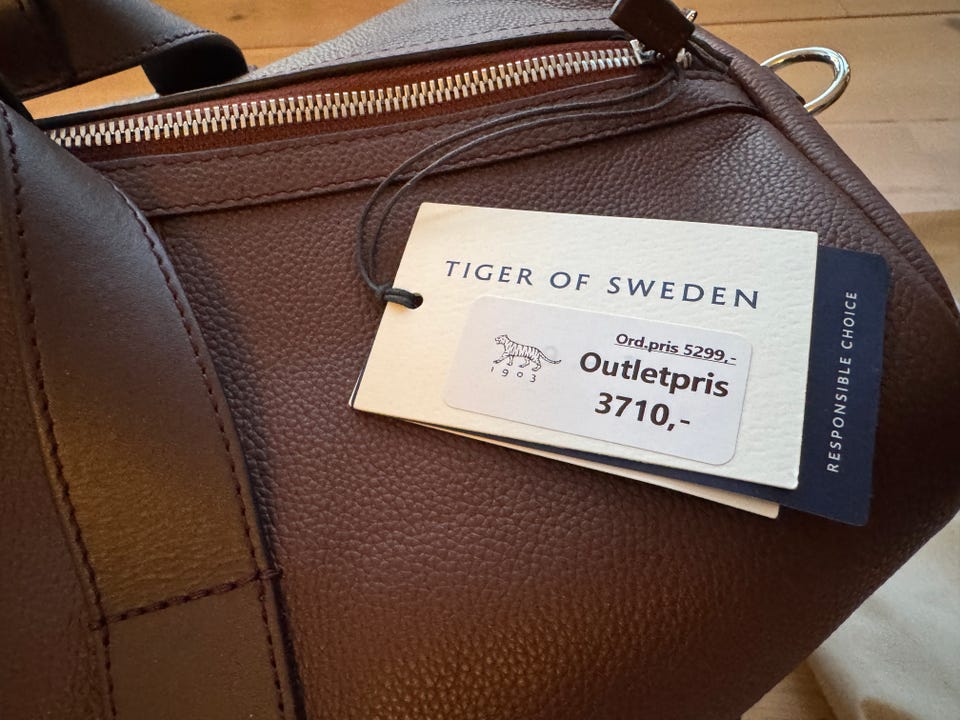 TIGER OF SWEDEN
Ord.pris 5299,-
Outletpris
3710,-
1903
RESPONSIBLE CHOICE